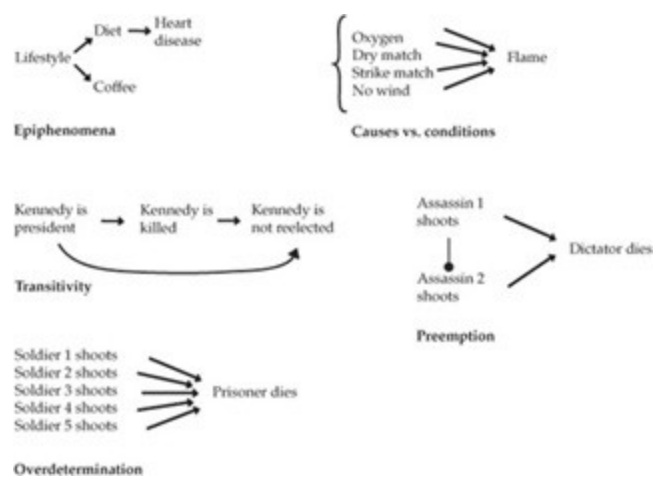 Lifestyle
Diet
Heart
disease
Coffee
Epiphenomena
Oxygen
Dry match
Strike match
No wind
Flame
Causes vs. conditions
Kennedy is
president
Kennedy is
killed
Kennedy is
not reelected
Transitivity
Assassin 1
shoots
Assassin 2
shoots
Dictator dies
Preemption
Soldier 1 shoots
Soldier 2 shoots
Soldier 3 shoots
Soldier 4 shoots
Soldier 5 shoots
Prisoner dies
Overdetermination